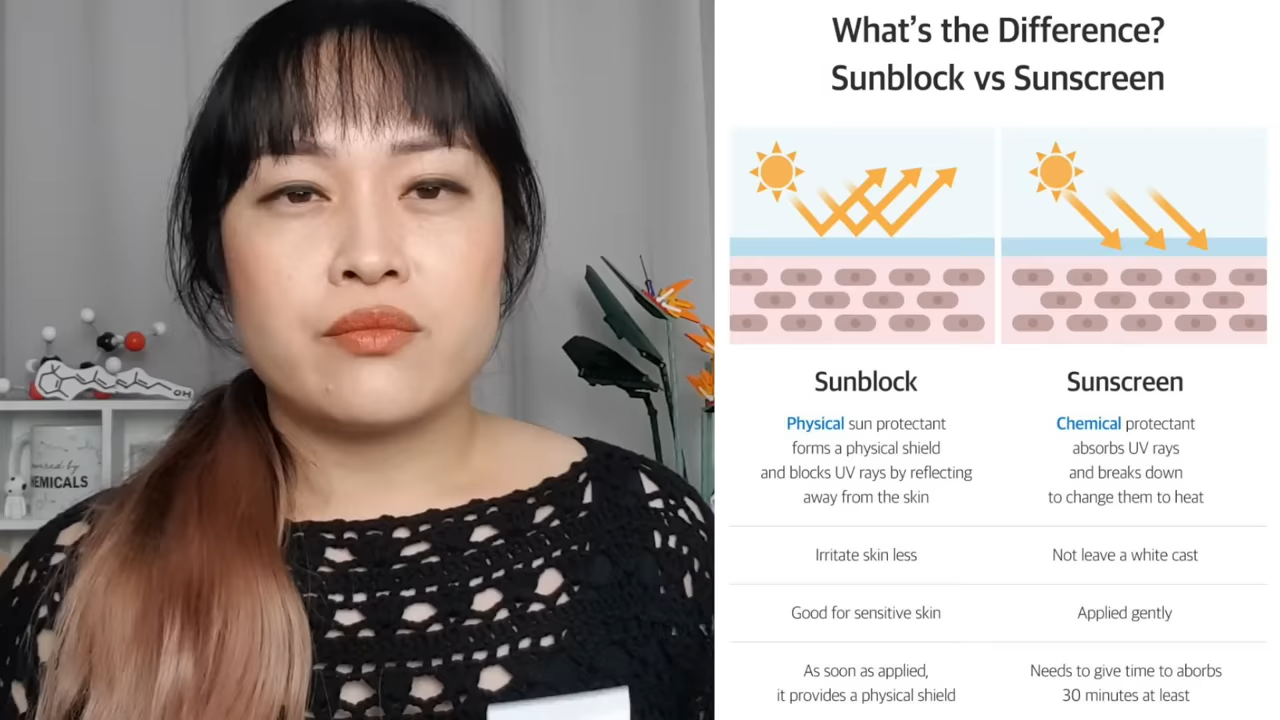 What's the Difference?
Sunblock vs Sunscreen
Sunblock
Physical sun protectant
forms a physical shield
and blocks UV rays by reflecting
away from the skin
Irritate skin less
Good for sensitive skin
As soon as applied,
it provides a physical shield
Sunscreen
Chemical protectant
absorbs UV rays
and breaks down
to change them to heat
Not leave a white cast
Applied gently
Needs to give time to aborbs
30 minutes at least
OH
by
HEMICALS